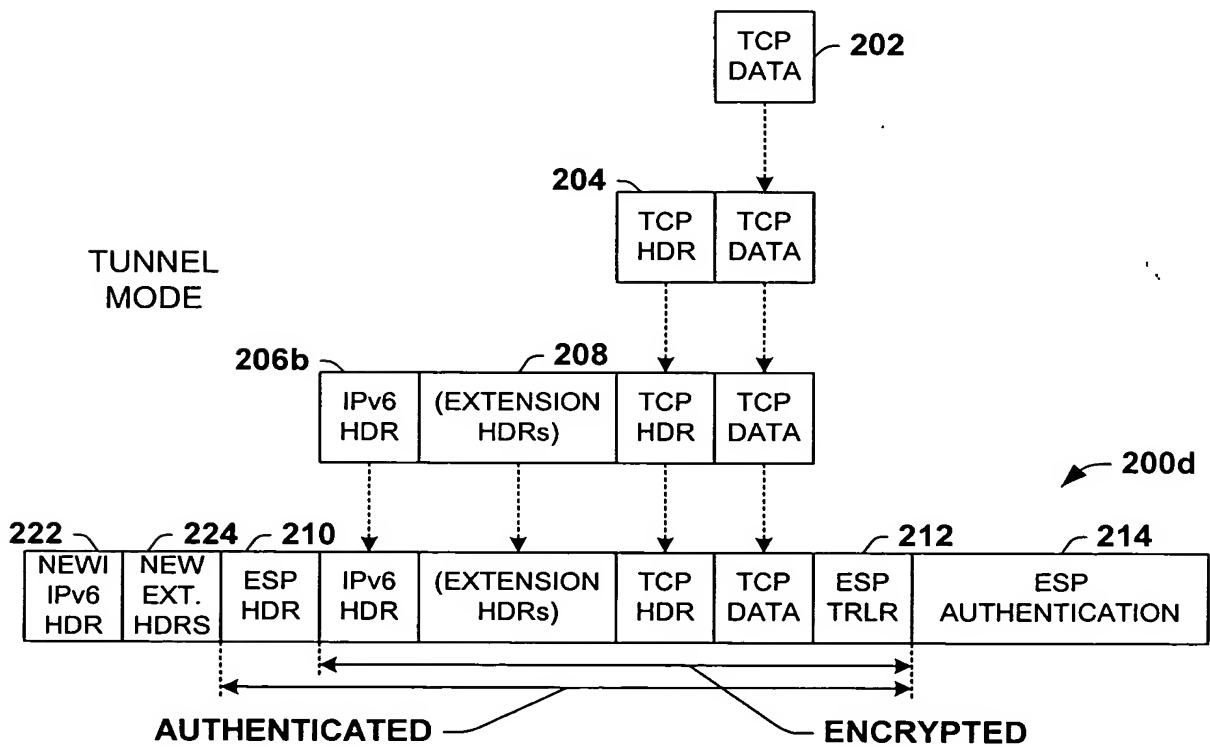 TCP
DATA
202
204
TCP
HDR
TCP
DATA
TUNNEL
MODE
206b
208
IPv6
HDR
(EXTENSION
HDRs)
TCP
HDR
TCP
DATA
200d
222
224
210
212
214
NEWI
IPv6
HDR
NEW
EXT.
HDRS
ESP
HDR
IPv6
HDR
(EXTENSION
HDRs)
TCP
HDR
TCP
DATA
ESP
TRLR
ESP
AUTHENTICATION
AUTHENTICATED
ENCRYPTED